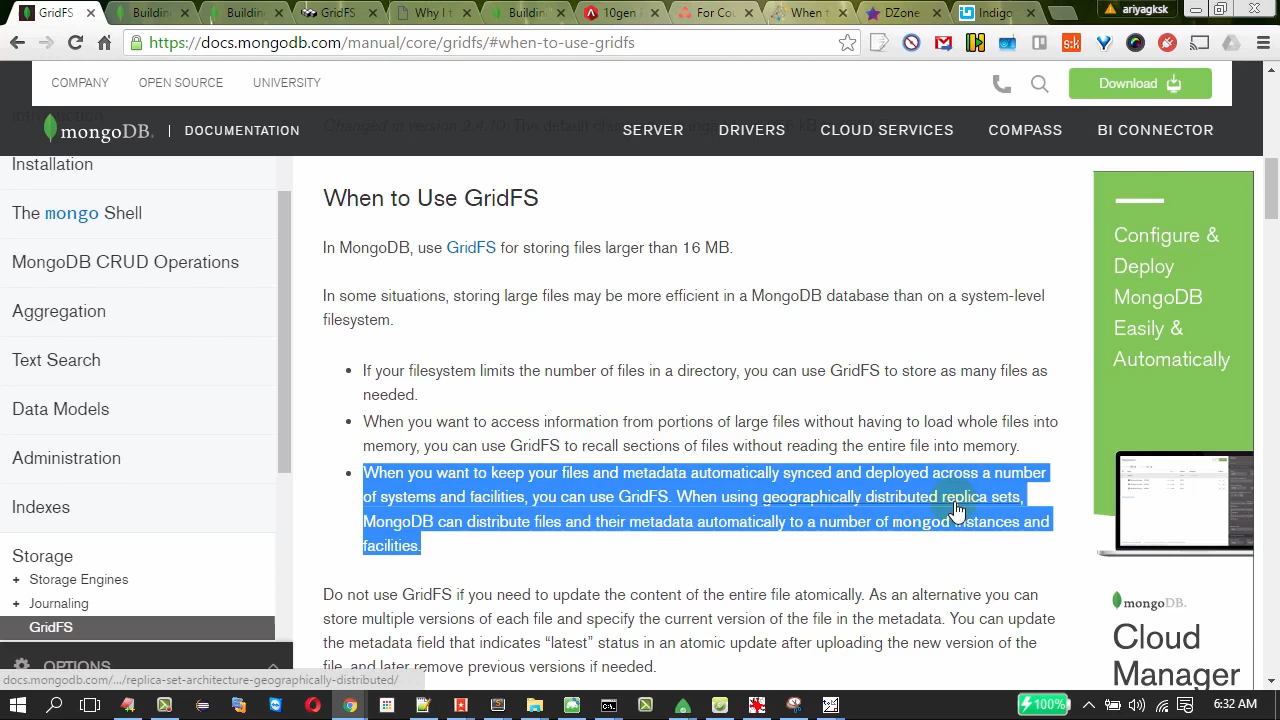 GridFS
Building
Building
GridFS
Why I t
Building
10gen
For Cou
When t
DZone
Indigo
ariyagksk
https://docs.mongodb.com/manual/core/gridfs/#when-to-use-gridfs
COMPANY
OPEN SOURCE
UNIVERSITY
Download
mongoDB. | DOCUMENTATION
SERVER
DRIVERS
CLOUD SERVICES
COMPASS
BI CONNECTOR
Installation
The mongo Shell
MongoDB CRUD Operations
Aggregation
Text Search
Data Models
Administration
Indexes
Storage
+ Storage Engines
+ Journaling
GridFS
OPTIONS
When to Use GridFS
In MongoDB, use GridFS for storing files larger than 16 MB.
In some situations, storing large files may be more efficient in a MongoDB database than on a system-level
filesystem.
• If your filesystem limits the number of files in a directory, you can use GridFS to store as many files as
needed.
• When you want to access information from portions of large files without having to load whole files into
memory, you can use GridFS to recall sections of files without reading the entire file into memory.
• When you want to keep your files and metadata automatically synced and deployed across a number
of systems and facilities, you can use GridFS. When using geographically distributed replica sets,
MongoDB can distribute files and their metadata automatically to a number of mongod instances and
facilities.
Do not use GridFS if you need to update the content of the entire file atomically. As an alternative you can
store multiple versions of each file and specify the current version of the file in the metadata. You can update
the metadata field that indicates “latest” status in an atomic update after uploading the new version of the
file, and later remove previous versions if needed.
Configure &
Deploy
MongoDB
Easily &
Automatically
mongoDB.
Cloud
Manager
docs.mongodb.com/.../replica-set-architecture-geographically-distributed/
100%
6:32 AM